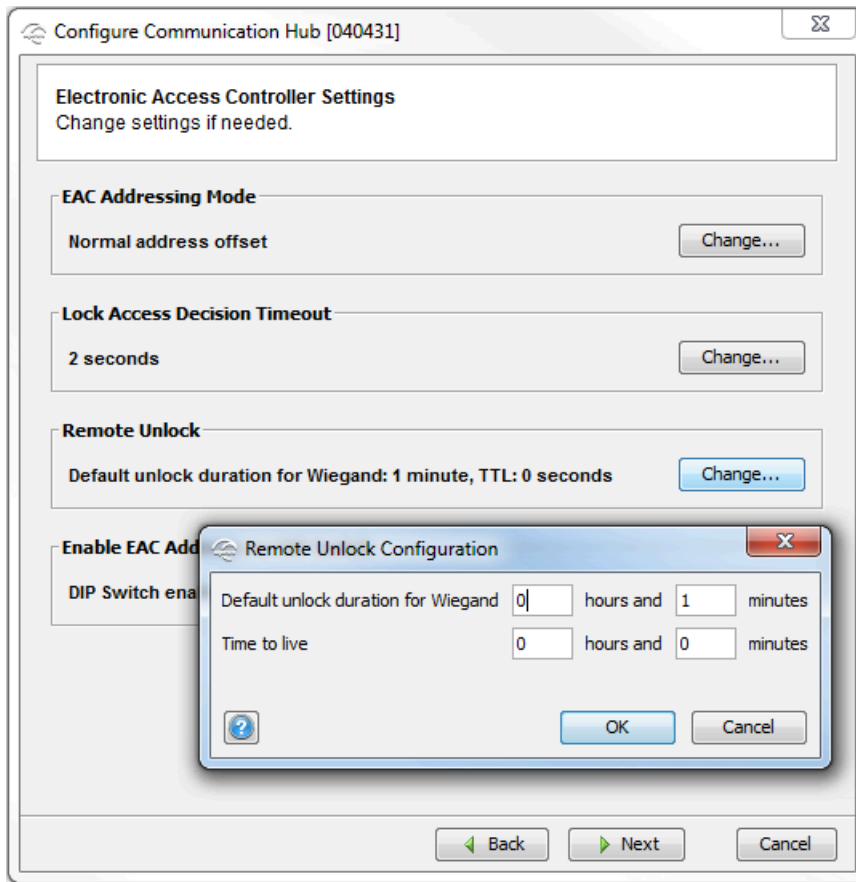 Configure Communication Hub [040431]
Electronic Access Controller Settings
Change settings if needed.
EAC Addressing Mode
Normal address offset
Change...
Lock Access Decision Timeout
2 seconds
Change...
Remote Unlock
Default unlock duration for Wiegand: 1 minute, TTL: 0 seconds
Change...
Enable EAC
DIP Switch
Remote Unlock Configuration
Default unlock duration for Wiegand 0 hours and 1 minutes
Time to live 0 hours and 0 minutes
OK Cancel
Back Next Cancel